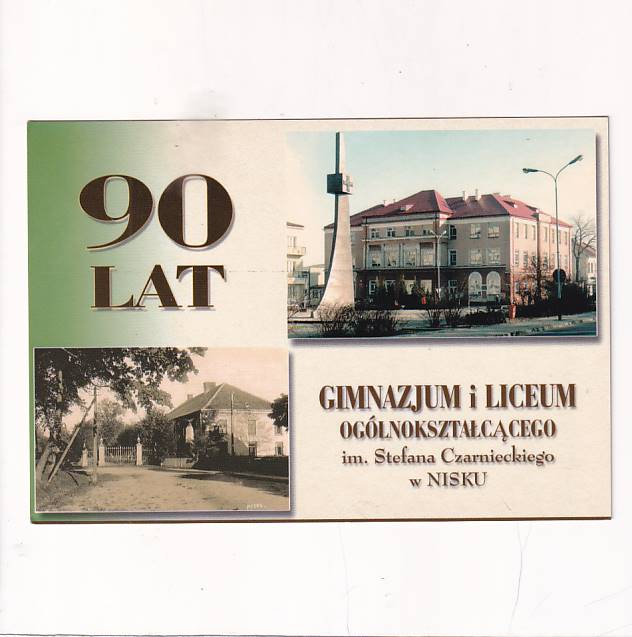 90
LAT
GIMNAZJUM i LICEUM
OGÓLNOKSZTAŁCĄCEGO
im. Stefana Czarnieckiego
w NISKU